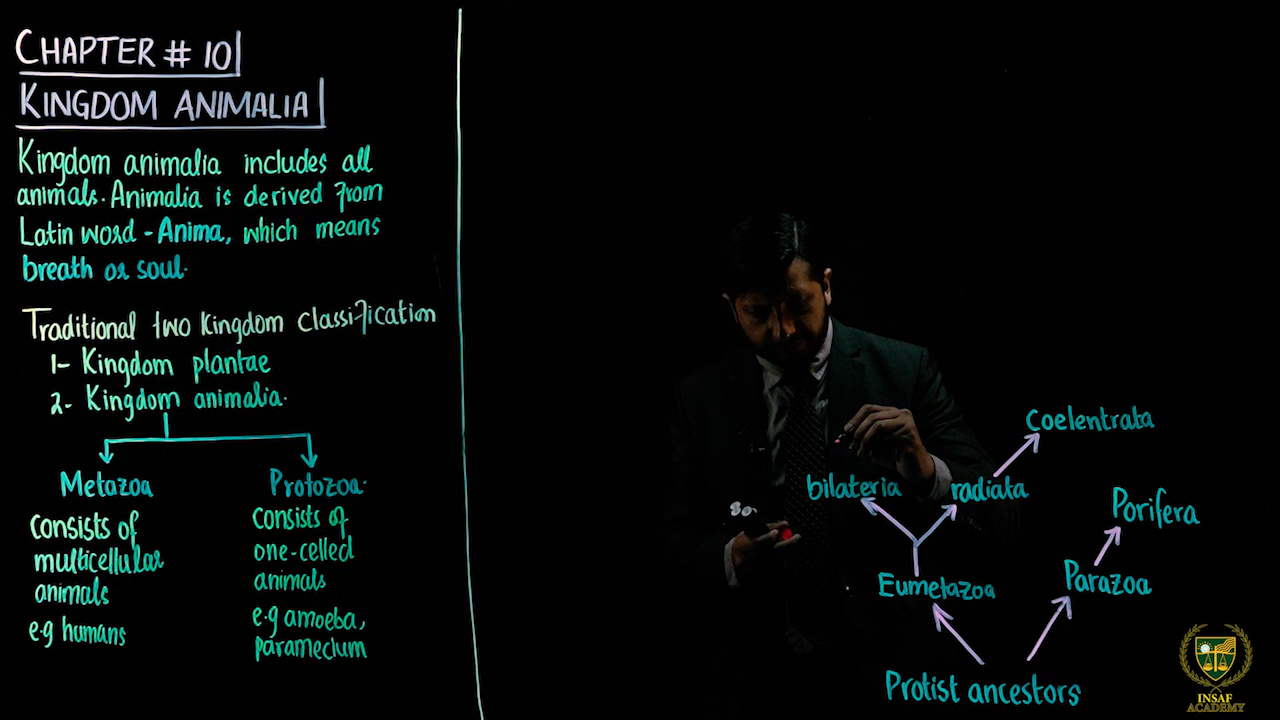 CHAPTER # 10
KINGDOM ANIMALIA
Kingdom animalia includes all
animals. Animalia is derived from
Latin word - Anima, which means
breath or soul.
Traditional two Kingdom classification
1- Kingdom plantae
2- Kingdom animalia.
Metazoa
consists of
multicellular
animals
e.g humans
Protozoa.
consists of
one-celled
animals
e.g amoeba,
paramecium
Coelentrata
bilateria
radiata
Porifera
Eumetazoa
Parazoa
Protist ancestors
INSAF
ACADEMY